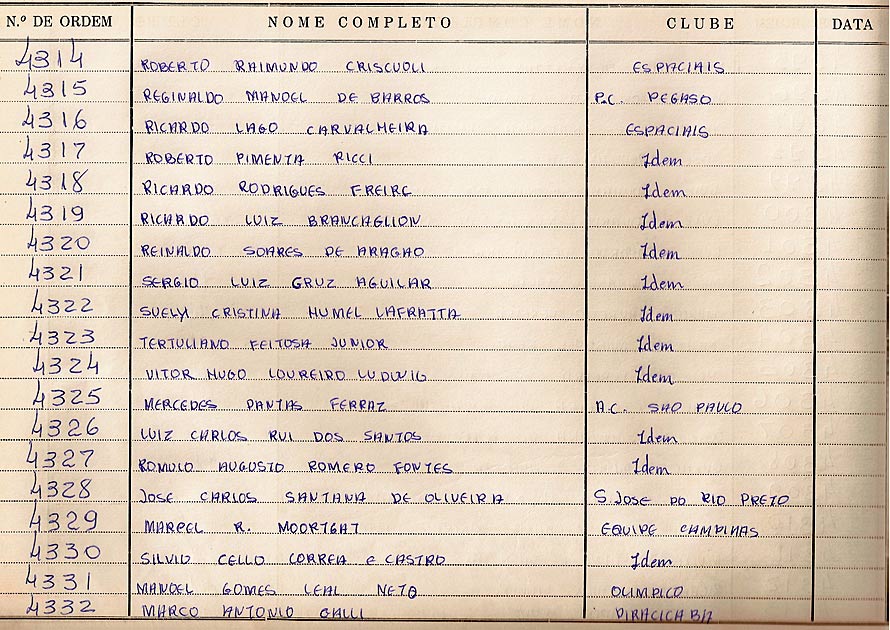 N.º DE ORDEM NOME COMPLETO CLUBE DATA
4314 ROBERTO RAIMUNDO CRISCUOLI ESPACIAIS
4315 REGINALDO MANOEL DE BARROS P.C. PEGASO
4316 RICARDO LAGO CARVALHEIRA ESPACIAIS
4317 ROBERTO PIMENTA RICCI Idem
4318 RICARDO RODRIGUES FREIRE Idem
4319 RICARDO LUIZ BRANCAGLION Idem
4320 REINALDO SOARES DE ARAGAO Idem
4321 SERGIO LUIZ GRUZ AGUILAR Idem
4322 SUELY CRISTINA HUMEL LAFRATTA Idem
4323 TERTULIANO FEITOSA JUNIOR Idem
4324 VITOR HUGO LOUREIRO LUDWIG Idem
4325 MERCEDES DANTAS FERRAZ A.C. SAO PAULO
4326 LUIZ CARLOS RUI DOS SANTOS Idem
4327 ROMULO AUGUSTO ROMERO FONTES Idem
4328 JOSE CARLOS SANTANA DE OLIVEIRA S. JOSE DO RIO PRETO
4329 MARCEL R. MOORTGAT EQUIPE CAMPINAS
4330 SILVIO CELLO CORREA e CASTRO Idem
4331 MANOEL GOMES LEAL NETO OLIMPICO
4332 MARCO ANTONIO GALLI PIRACICABA